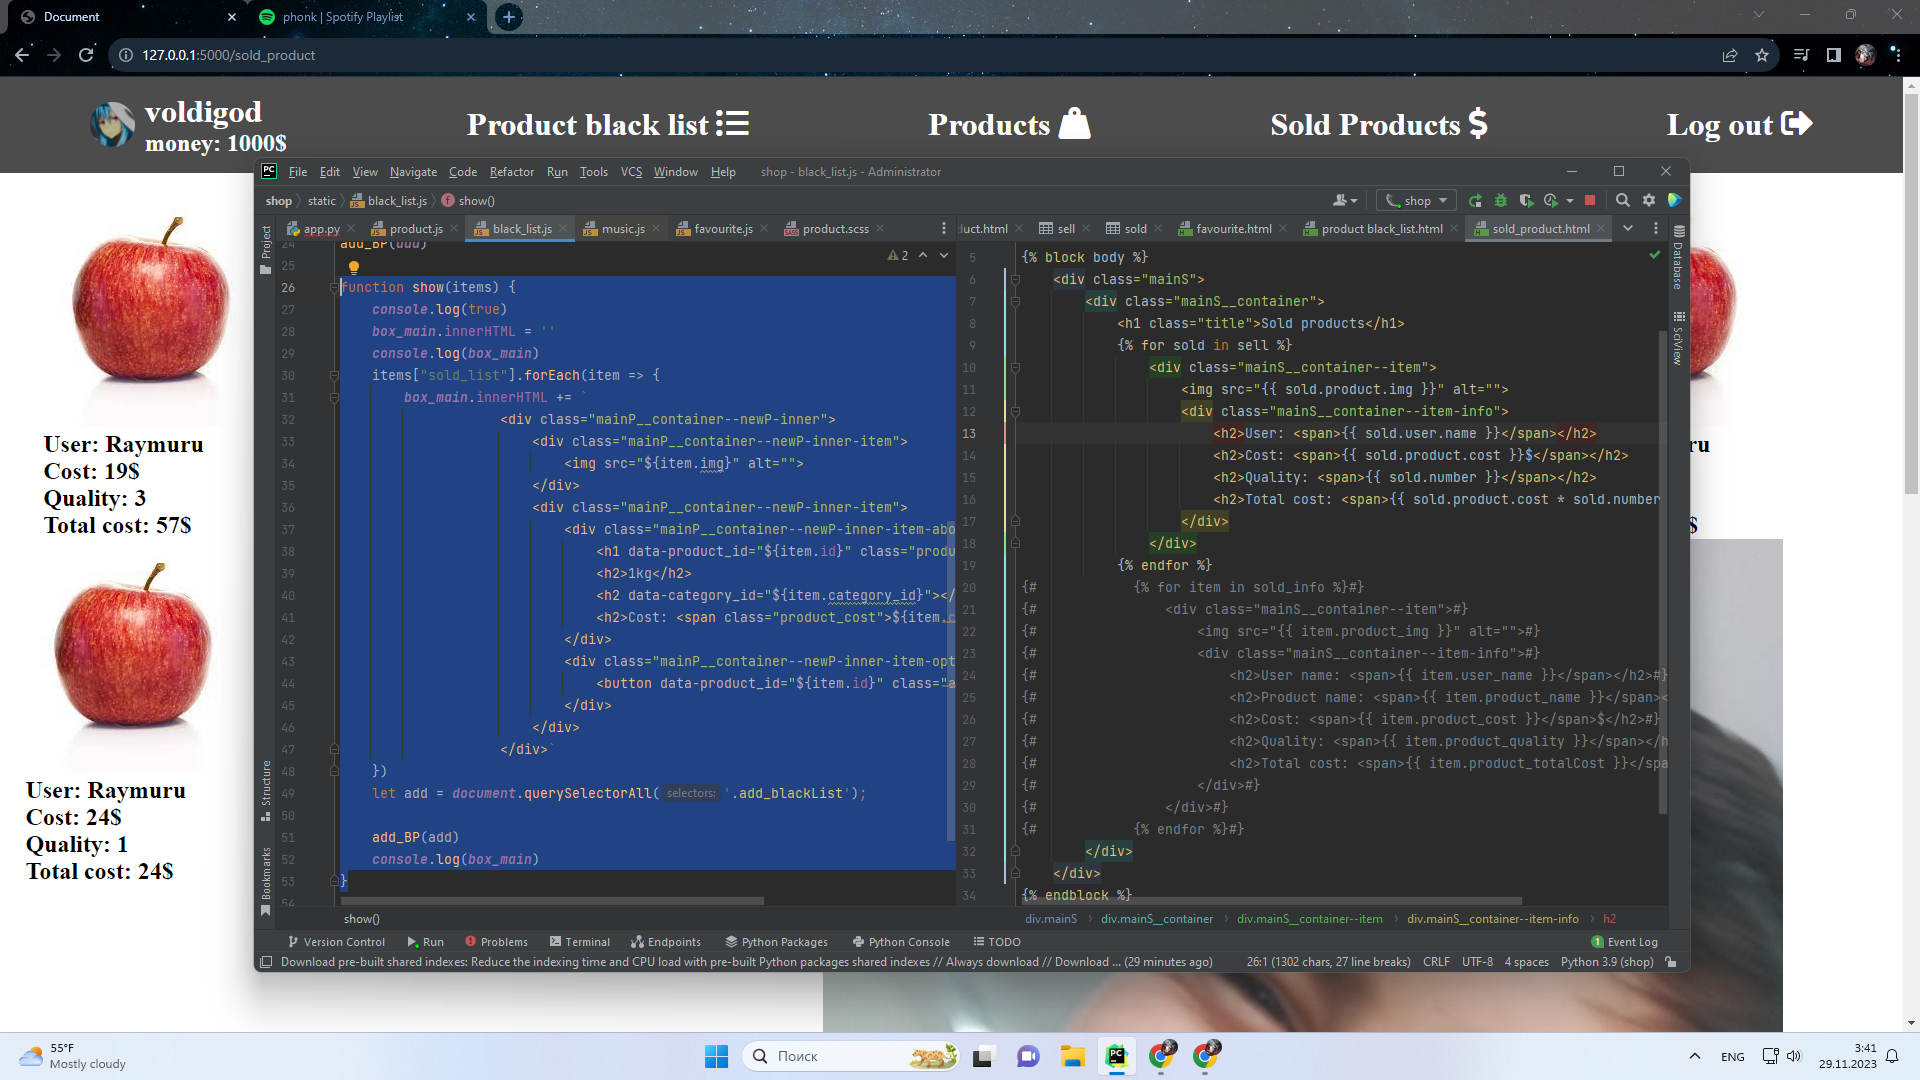 Document
phonk | Spotify Playlist
127.0.0.1:5000/sold_product
voldigod
money: 1000$
Product black list
Products
Sold Products
Log out
User: Raymuru
Cost: 19$
Quality: 3
Total cost: 57$
User: Raymuru
Cost: 24$
Quality: 1
Total cost: 24$
ru
$
PC File Edit View Navigate Code Refactor Run Tools VCS Window Help shop - black_list.js - Administrator
shop static black_list.js show()
shop
app.py product.js black_list.js music.js favourite.js product.scss
duct.html sell sold favourite.html product black_list.html sold_product.html
Project
Structure
Bookmarks
Database
SciView
2
24 add_BP(add)
25
26 function show(items) {
27 console.log(true)
28 box_main.innerHTML = ''
29 console.log(box_main)
30 items["sold_list"].forEach(item => {
31 box_main.innerHTML += `
32 <div class="mainP__container--newP-inner">
33 <div class="mainP__container--newP-inner-item">
34 <img src="${item.img}" alt="">
35 </div>
36 <div class="mainP__container--newP-inner-item">
37 <div class="mainP__container--newP-inner-item-abo
38 <h1 data-product_id="${item.id}" class="produ
39 <h2>1kg</h2>
40 <h2 data-category_id="${item.category_id}"></
41 <h2>Cost: <span class="product_cost">${item.
42 </div>
43 <div class="mainP__container--newP-inner-item-opt
44 <button data-product_id="${item.id}" class="a
45 </div>
46 </div>
47 </div>`
48 })
49 let add = document.querySelectorAll( selectors: '.add_blackList');
50
51 add_BP(add)
52 console.log(box_main)
53 }
54
show()
5 {% block body %}
6 <div class="mainS">
7 <div class="mainS__container">
8 <h1 class="title">Sold products</h1>
9 {% for sold in sell %}
10 <div class="mainS__container--item">
11 <img src="{{ sold.product.img }}" alt="">
12 <div class="mainS__container--item-info">
13 <h2>User: <span>{{ sold.user.name }}</span></h2>
14 <h2>Cost: <span>{{ sold.product.cost }}$</span></h2>
15 <h2>Quality: <span>{{ sold.number }}</span></h2>
16 <h2>Total cost: <span>{{ sold.product.cost * sold.number
17 </div>
18 </div>
19 {% endfor %}
20 {# {% for item in sold_info %}#}
21 {# <div class="mainS__container--item">#}
22 {# <img src="{{ item.product_img }}" alt="">#}
23 {# <div class="mainS__container--item-info">#}
24 {# <h2>User name: <span>{{ item.user_name }}</span></h2>#}
25 {# <h2>Product name: <span>{{ item.product_name }}</span><
26 {# <h2>Cost: <span>{{ item.product_cost }}</span>$</h2>#}
27 {# <h2>Quality: <span>{{ item.product_quality }}</span></h
28 {# <h2>Total cost: <span>{{ item.product_totalCost }}</spa
29 {# </div>#}
30 {# </div>#}
31 {# {% endfor %}#}
32 </div>
33 </div>
34 {% endblock %}
div.mainS div.mainS__container div.mainS__container--item div.mainS__container--item-info h2
Version Control Run Problems Terminal Endpoints Python Packages Python Console TODO 1 Event Log
Download pre-built shared indexes: Reduce the indexing time and CPU load with pre-built Python packages shared indexes // Always download // Download ... (29 minutes ago) 26:1 (1302 chars, 27 line breaks) CRLF UTF-8 4 spaces Python 3.9 (shop)
55°F
Mostly cloudy
Поиск
ENG
3:41
29.11.2023